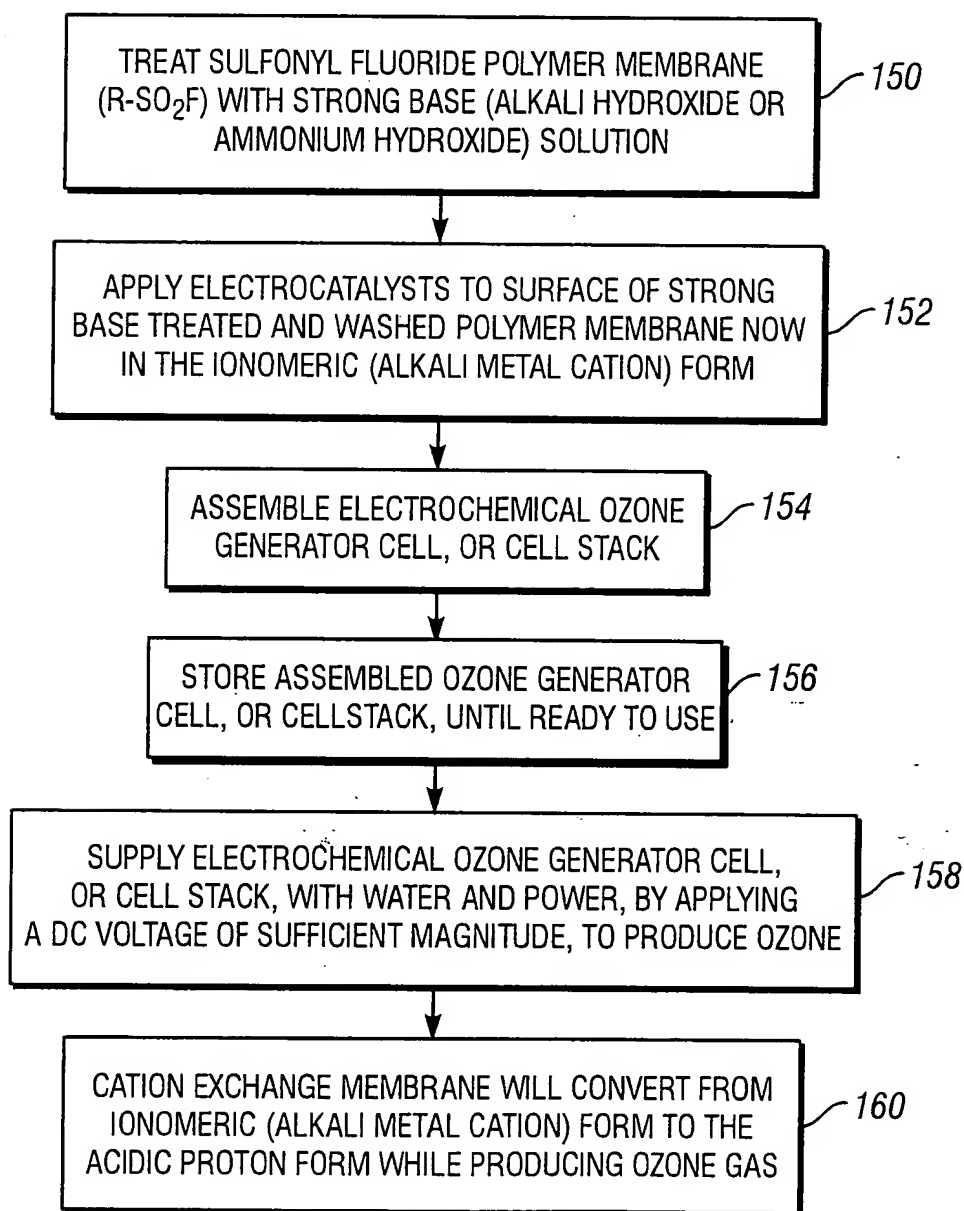 TREAT SULFONYL FLUORIDE POLYMER MEMBRANE
(R-SO2F) WITH STRONG BASE (ALKALI HYDROXIDE OR
AMMONIUM HYDROXIDE) SOLUTION
150
APPLY ELECTROCATALYSTS TO SURFACE OF STRONG
BASE TREATED AND WASHED POLYMER MEMBRANE NOW
IN THE IONOMERIC (ALKALI METAL CATION) FORM
152
ASSEMBLE ELECTROCHEMICAL OZONE
GENERATOR CELL, OR CELL STACK
154
STORE ASSEMBLED OZONE GENERATOR
CELL, OR CELLSTACK, UNTIL READY TO USE
156
SUPPLY ELECTROCHEMICAL OZONE GENERATOR CELL,
OR CELL STACK, WITH WATER AND POWER, BY APPLYING
A DC VOLTAGE OF SUFFICIENT MAGNITUDE, TO PRODUCE OZONE
158
CATION EXCHANGE MEMBRANE WILL CONVERT FROM
IONOMERIC (ALKALI METAL CATION) FORM TO THE
ACIDIC PROTON FORM WHILE PRODUCING OZONE GAS
160